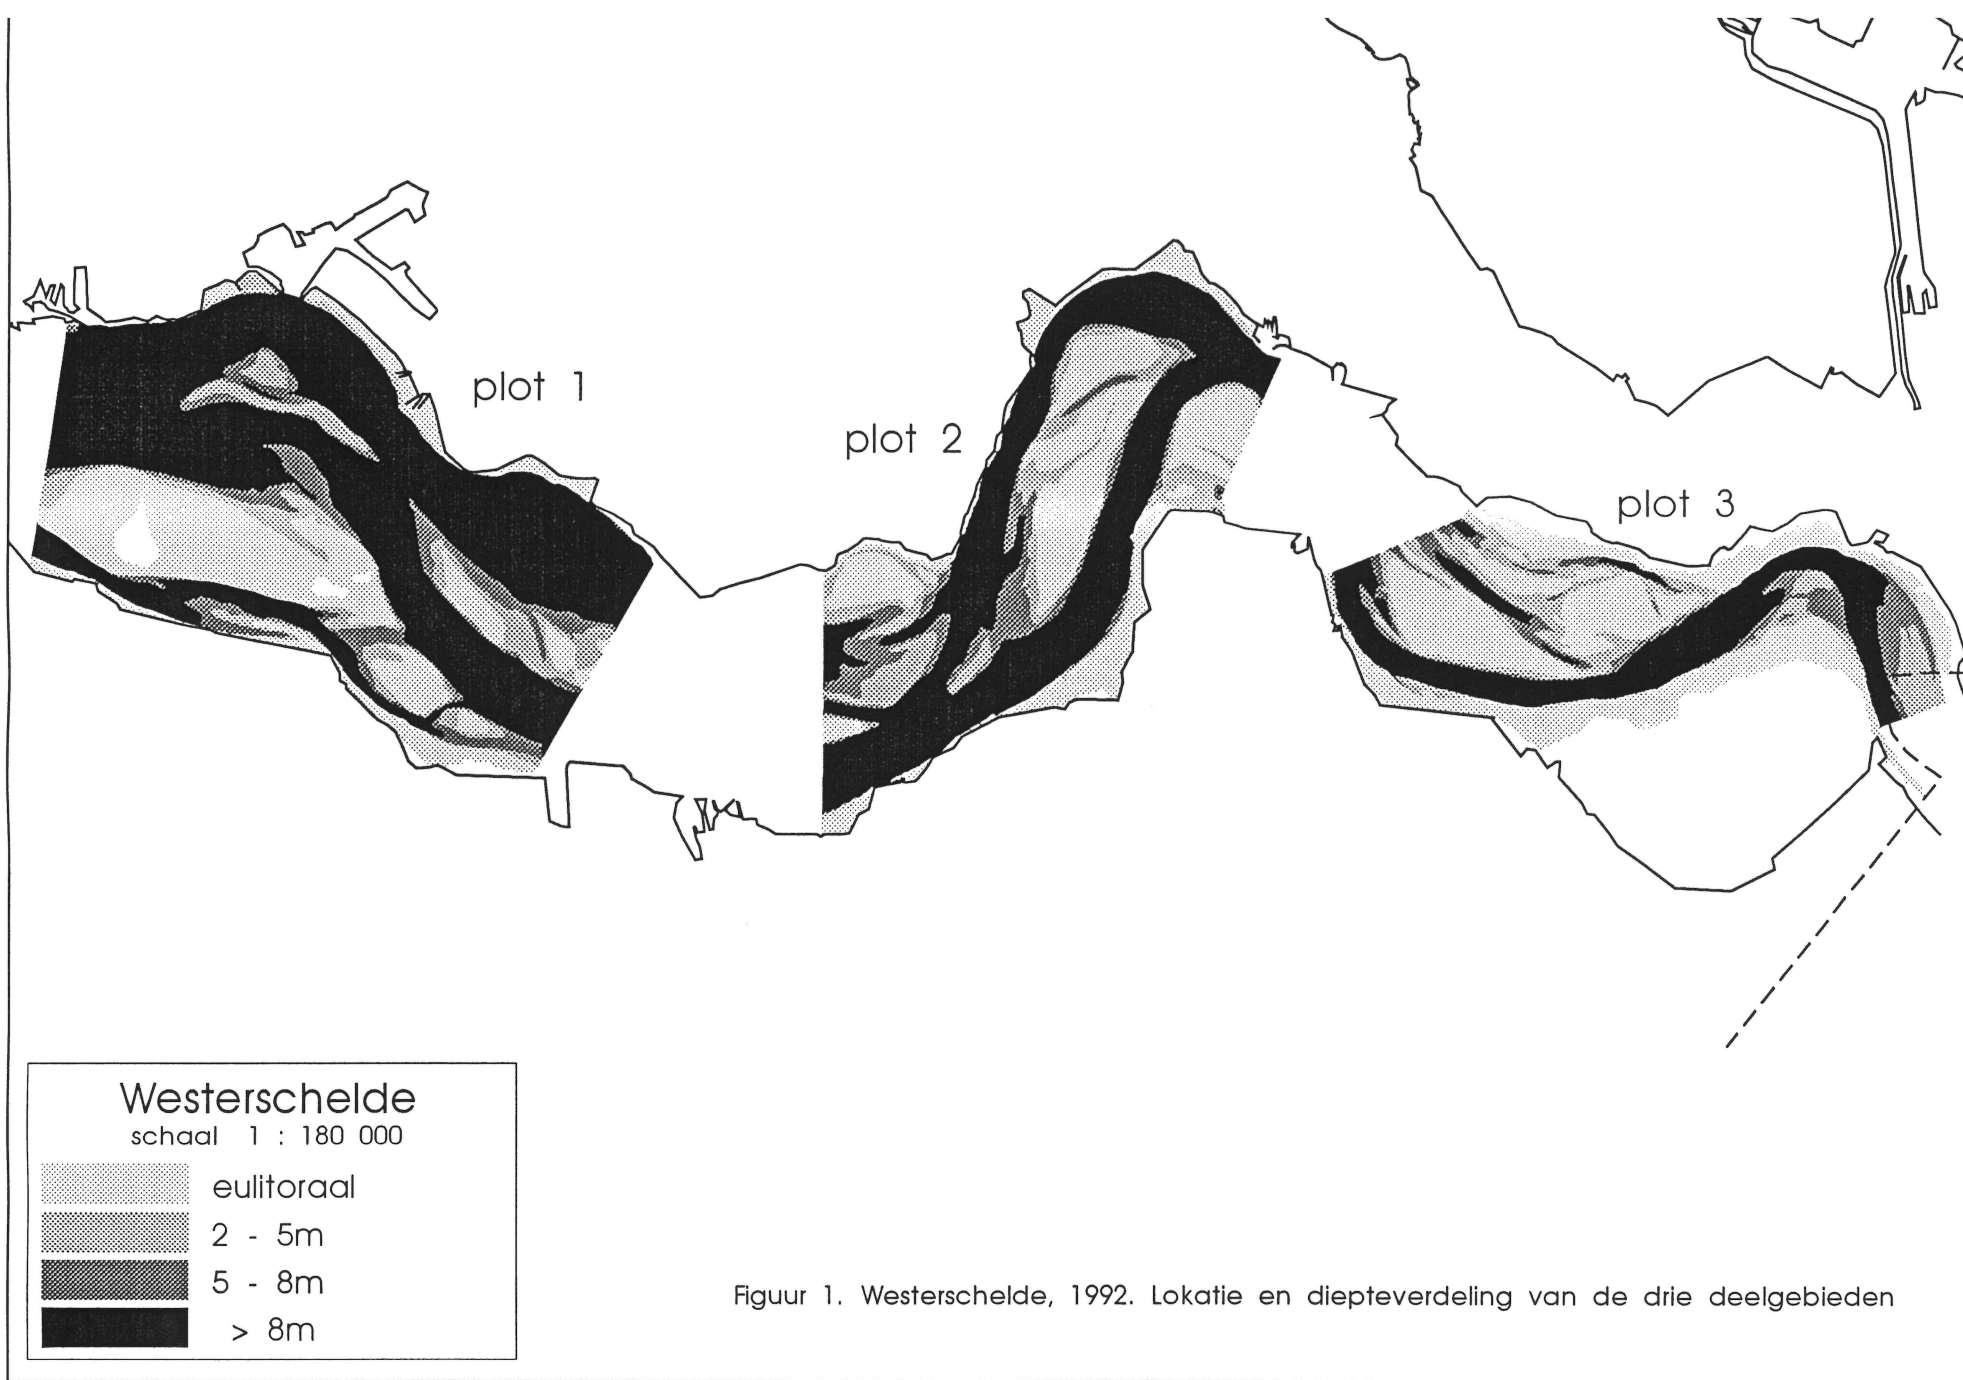 plot 1
plot 2
plot 3
Westerschelde
schaal 1 : 180 000
eulitoraal
2 - 5m
5 - 8m
> 8m
Figuur 1. Westerschelde, 1992. Lokatie en diepteverdeling van de drie deelgebieden